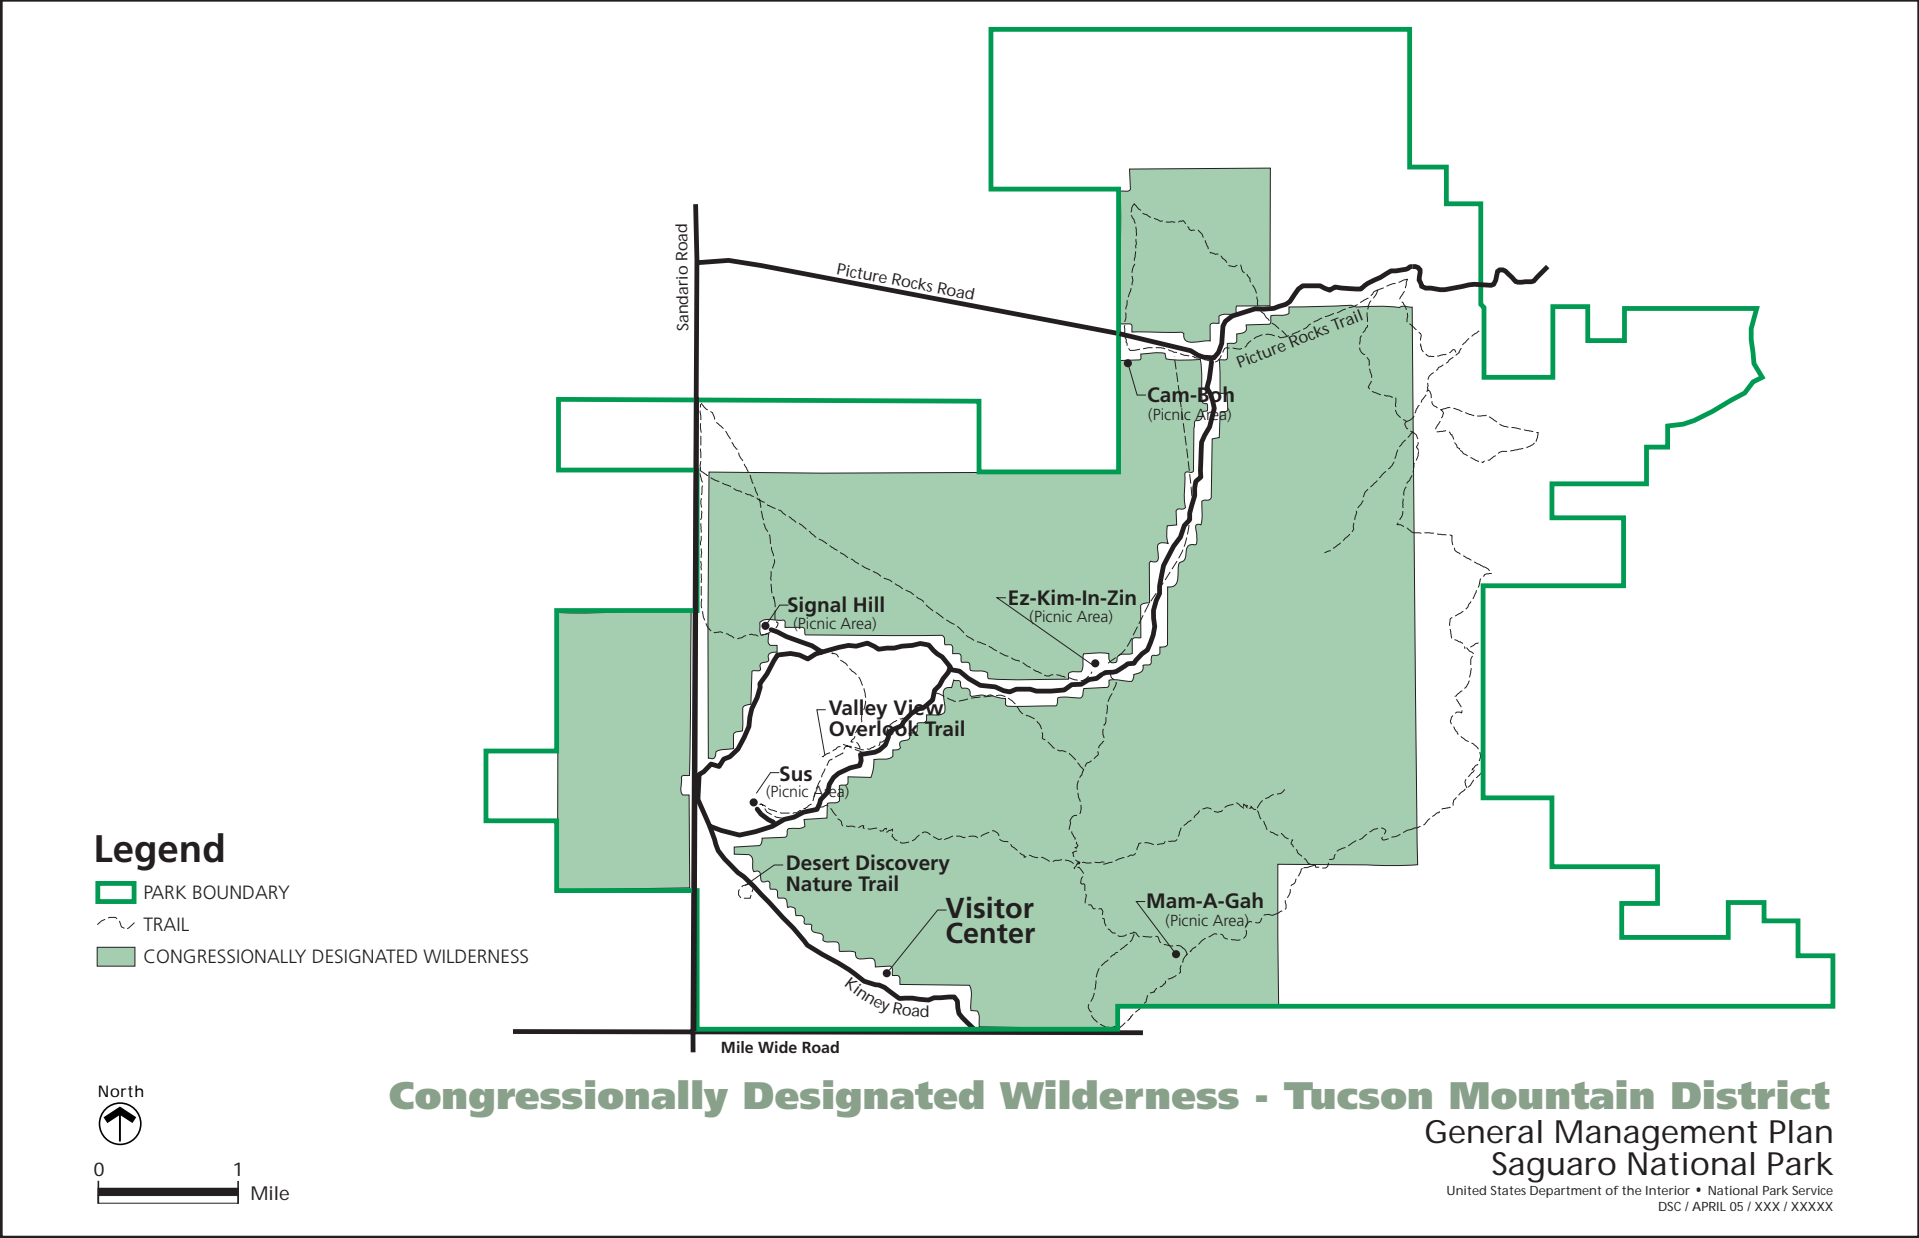 Sandario Road
Picture Rocks Road
Picture Rocks Trail
Cam-Boh
(Picnic Area)
Signal Hill
(Picnic Area)
Ez-Kim-In-Zin
(Picnic Area)
Valley View
Overlook Trail
Sus
(Picnic Area)
Desert Discovery
Nature Trail
Visitor
Center
Mam-A-Gah
(Picnic Area)
Kinney Road
Mile Wide Road
Legend
PARK BOUNDARY
TRAIL
CONGRESSIONALLY DESIGNATED WILDERNESS
North
0 1
Mile
Congressionally Designated Wilderness - Tucson Mountain District
General Management Plan
Saguaro National Park
United States Department of the Interior • National Park Service
DSC / APRIL 05 / XXX / XXXXX